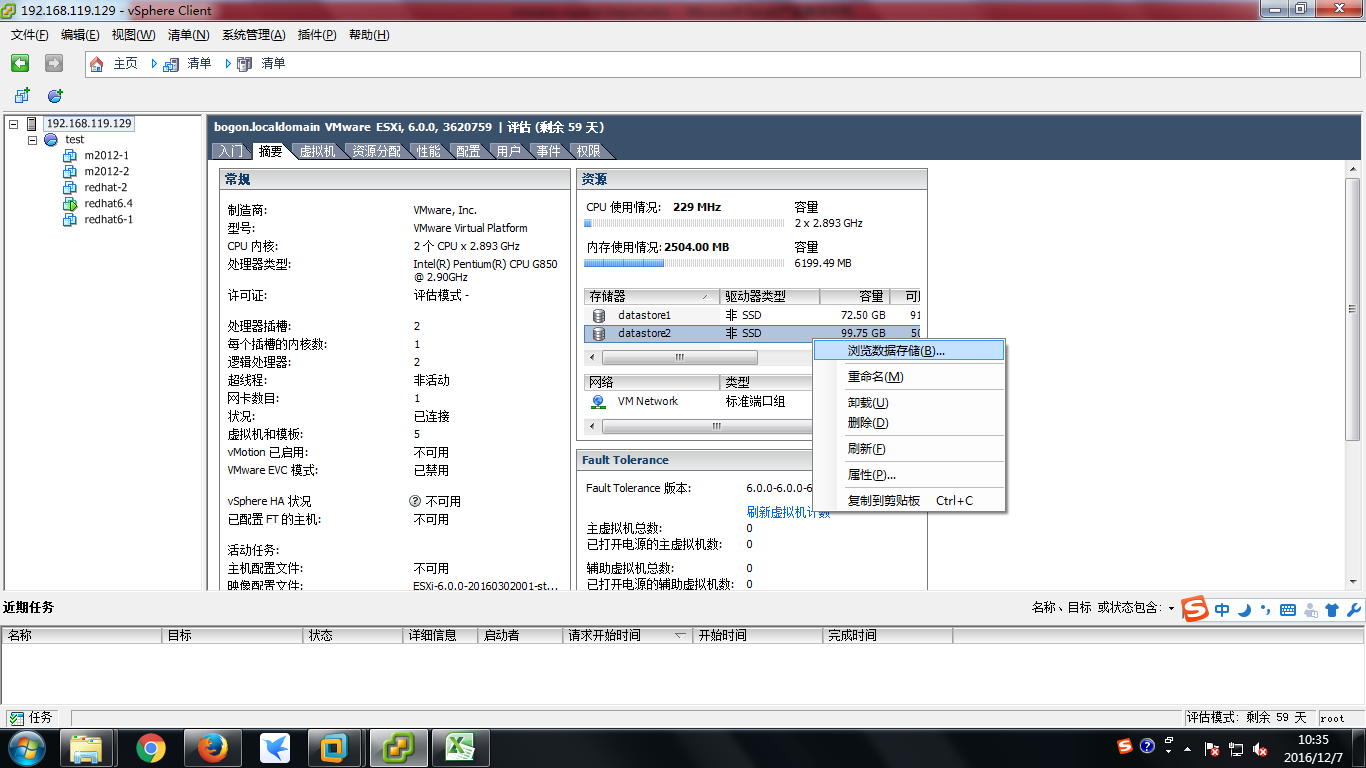 192.168.119.129 - vSphere Client
文件(F) 编辑(E) 视图(W) 清单(N) 系统管理(A) 插件(P) 帮助(H)
主页 清单 清单
192.168.119.129
test
m2012-1
m2012-2
redhat-2
redhat6.4
redhat6-1
bogon.localdomain VMware ESXi, 6.0.0, 3620759 | 评估 (剩余 59 天)
入门 摘要 虚拟机 资源分配 性能 配置 用户 事件 权限
常规
制造商: VMware, Inc.
型号: VMware Virtual Platform
CPU 内核: 2 个 CPU x 2.893 GHz
处理器类型: Intel(R) Pentium(R) CPU G850
@ 2.90GHz
许可证: 评估模式 -
处理器插槽: 2
每个插槽的内核数: 1
逻辑处理器: 2
超线程: 非活动
网卡数目: 1
状况: 已连接
虚拟机和模板: 5
vMotion 已启用: 不可用
VMware EVC 模式: 已禁用
vSphere HA 状况 不可用
已配置 FT 的主机: 不可用
活动任务:
主机配置文件: 不可用
映像配置文件: ESXi-6.0.0-20160302001-st...
资源
CPU 使用情况: 229 MHz 容量
2 x 2.893 GHz
内存使用情况: 2504.00 MB 容量
6199.49 MB
存储器 驱动器类型 容量 可
datastore1 非 SSD 72.50 GB 91
datastore2 非 SSD 99.75 GB 50
网络 类型
VM Network 标准端口组
Fault Tolerance
Fault Tolerance 版本: 6.0.0-6.0.0-6
刷新虚拟机计数
主虚拟机总数: 0
已打开电源的主虚拟机数: 0
辅助虚拟机总数: 0
已打开电源的辅助虚拟机数: 0
浏览数据存储(B)...
重命名(M)
卸载(U)
删除(D)
刷新(F)
属性(P)...
复制到剪贴板 Ctrl+C
近期任务 名称、目标 或状态包含:
中
名称 目标 状态 详细信息 启动者 请求开始时间 开始时间 完成时间
任务 评估模式: 剩余 59 天 root
10:35
2016/12/7